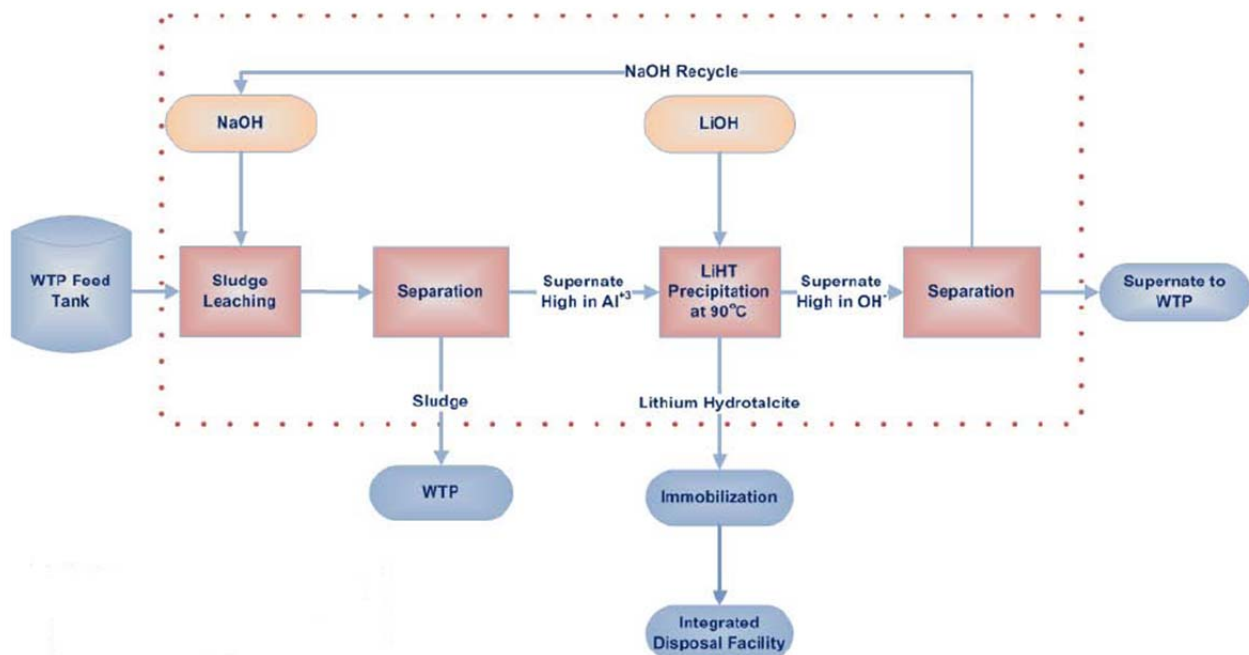 NaOH Recycle
NaOH
LiOH
WTP Feed
Tank
Sludge
Leaching
Separation
Supernate
High in Al⁺³
LiHT
Precipitation
at 90°C
Supernate
High in OH⁻
Separation
Supernate to
WTP
Sludge
Lithium Hydrotalcite
WTP
Immobilization
Integrated
Disposal Facility